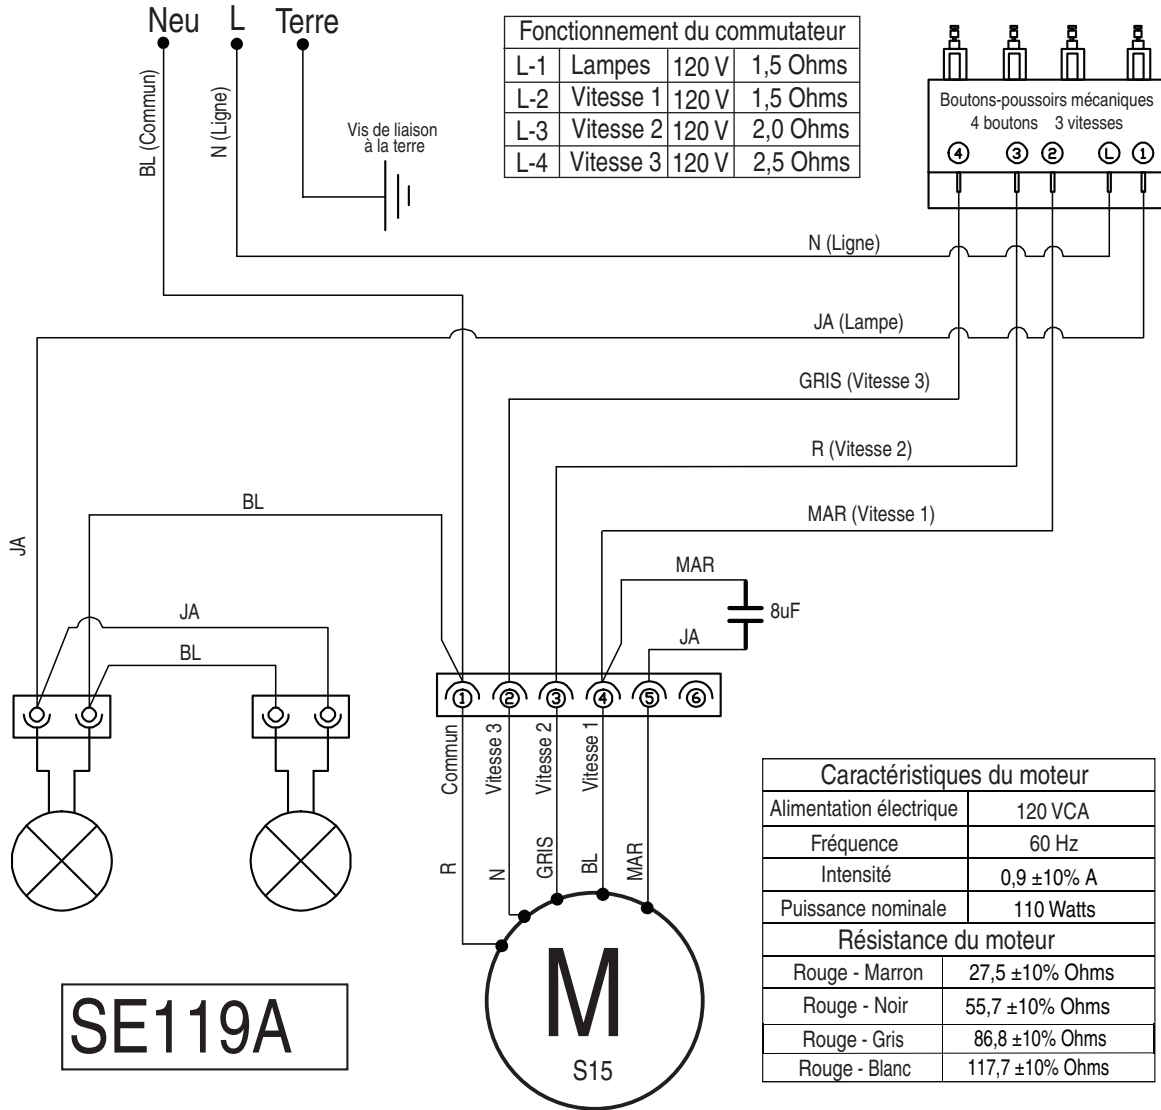 Neu L Terre
BL (Commun)
N (Ligne)
Vis de liaison
à la terre
Fonctionnement du commutateur
L-1 Lampes 120 V 1,5 Ohms
L-2 Vitesse 1 120 V 1,5 Ohms
L-3 Vitesse 2 120 V 2,0 Ohms
L-4 Vitesse 3 120 V 2,5 Ohms
Boutons-poussoirs mécaniques
4 boutons 3 vitesses
4 3 2 L 1
N (Ligne)
JA (Lampe)
GRIS (Vitesse 3)
R (Vitesse 2)
MAR (Vitesse 1)
BL
JA
MAR
8uF
JA
JA
BL
1 2 3 4 5 6
Commun
Vitesse 3
Vitesse 2
Vitesse 1
R
N
GRIS
BL
MAR
M
S15
SE119A
Caractéristiques du moteur
Alimentation électrique 120 VCA
Fréquence 60 Hz
Intensité 0,9 ±10% A
Puissance nominale 110 Watts
Résistance du moteur
Rouge - Marron 27,5 ±10% Ohms
Rouge - Noir 55,7 ±10% Ohms
Rouge - Gris 86,8 ±10% Ohms
Rouge - Blanc 117,7 ±10% Ohms